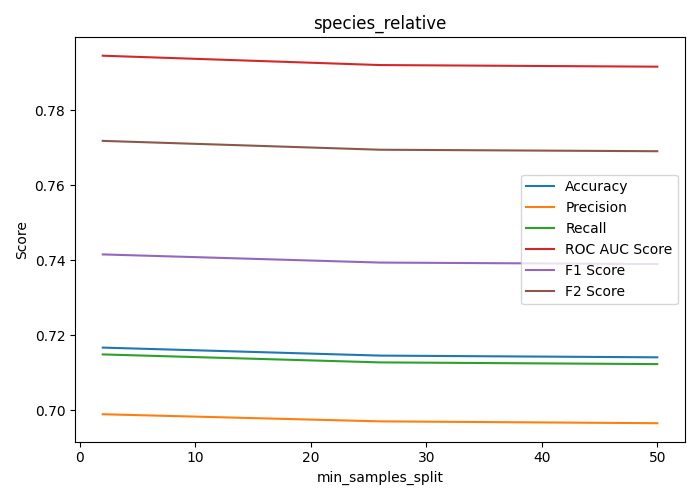 species_relative
Score
0.78
0.76
0.74
0.72
0.70
0
10
20
30
40
50
min_samples_split
Accuracy
Precision
Recall
ROC AUC Score
F1 Score
F2 Score